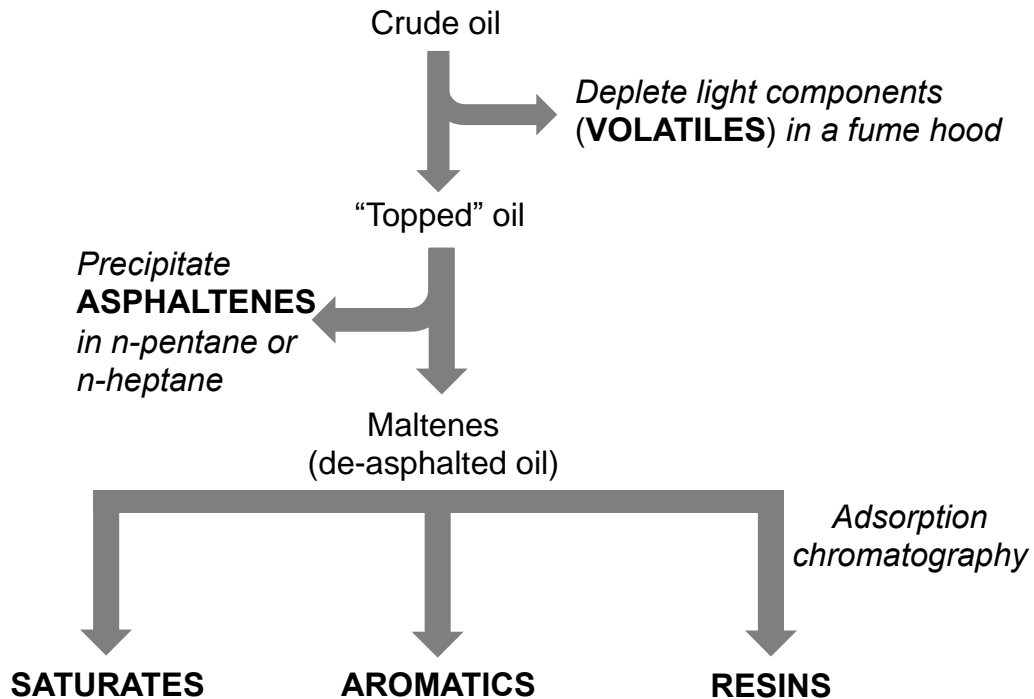 Crude oil
Deplete light components
(VOLATILES) in a fume hood
“Topped” oil
Precipitate
ASPHALTENES
in n-pentane or
n-heptane
Maltenes
(de-asphalted oil)
Adsorption
chromatography
SATURATES
AROMATICS
RESINS